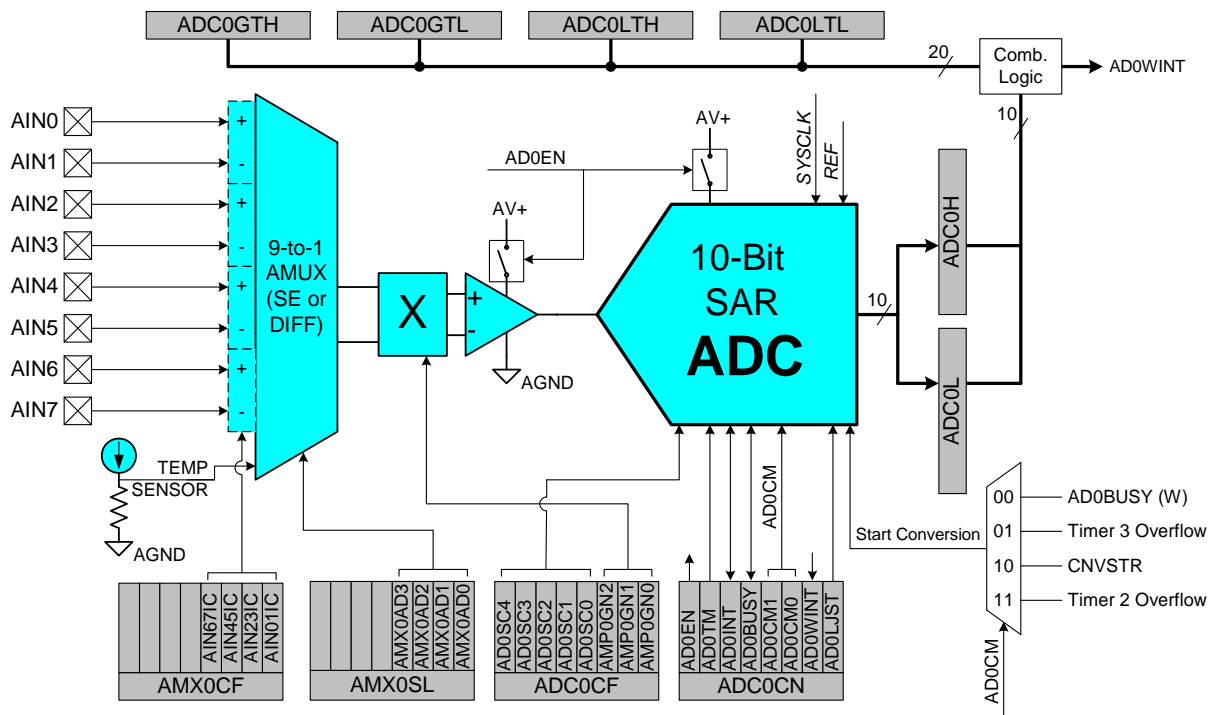 ADC0GTH
ADC0GTL
ADC0LTH
ADC0LTL
20
Comb.
Logic
AD0WINT
10
AIN0
AIN1
AIN2
AIN3
AIN4
AIN5
AIN6
AIN7
+
-
+
-
+
-
+
-
9-to-1
AMUX
(SE or
DIFF)
TEMP
SENSOR
AGND
X
+
-
AV+
AGND
AD0EN
AV+
SYSCLK
REF
10-Bit
SAR
ADC
10
ADC0H
ADC0L
Start Conversion
00
01
10
11
AD0BUSY (W)
Timer 3 Overflow
CNVSTR
Timer 2 Overflow
AD0CM
AD0CM
AIN67IC
AIN45IC
AIN23IC
AIN01IC
AMX0CF
AMX0AD3
AMX0AD2
AMX0AD1
AMX0AD0
AMX0SL
AD0SC4
AD0SC3
AD0SC2
AD0SC1
AD0SC0
AMP0GN2
AMP0GN1
AMP0GN0
ADC0CF
AD0EN
AD0TM
AD0INT
AD0BUSY
AD0CM1
AD0CM0
AD0WINT
AD0LJST
ADC0CN